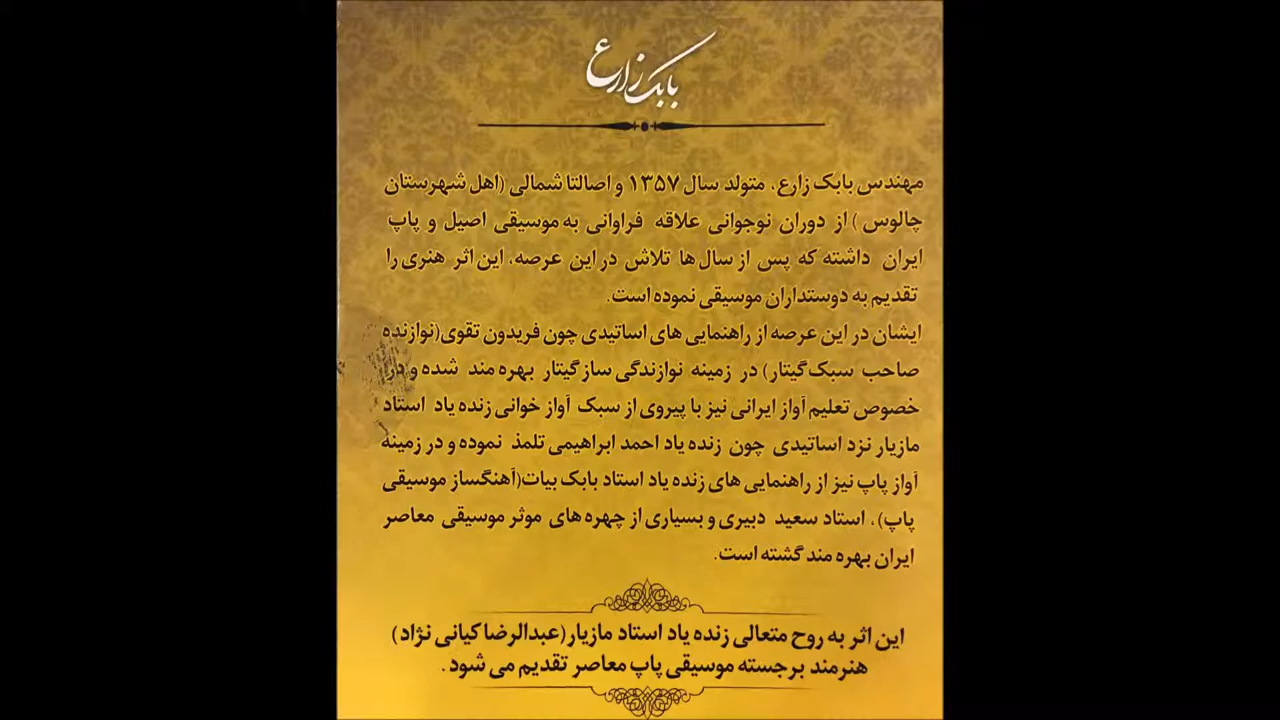 بابک زارع
مهندس بابک زارع، متولد سال ۱۳۵۷ و اصالتا شمالی (اهل شهرستان
چالوس ) از دوران نوجوانی علاقه فراوانی به موسیقی اصیل و پاپ
ایران داشته که پس از سال ها تلاش در این عرصه، این اثر هنری را
تقدیم به دوستداران موسیقی نموده است.
ایشان در این عرصه از راهنمایی های اساتیدی چون فریدون تقوی(نوازنده
صاحب سبک گیتار) در زمینه نوازندگی ساز گیتار بهره مند شده و در
خصوص تعلیم آواز ایرانی نیز با پیروی از سبک آواز خوانی زنده یاد استاد
مازیار نزد اساتیدی چون زنده یاد احمد ابراهیمی تلمذ نموده و در زمینه
آواز پاپ نیز از راهنمایی های زنده یاد استاد بابک بیات(آهنگساز موسیقی
پاپ)، استاد سعید دبیری و بسیاری از چهره های موثر موسیقی معاصر
ایران بهره مند گشته است.
این اثر به روح متعالی زنده یاد استاد مازیار(عبدالرضا کیانی نژاد)
هنرمند برجسته موسیقی پاپ معاصر تقدیم می شود.